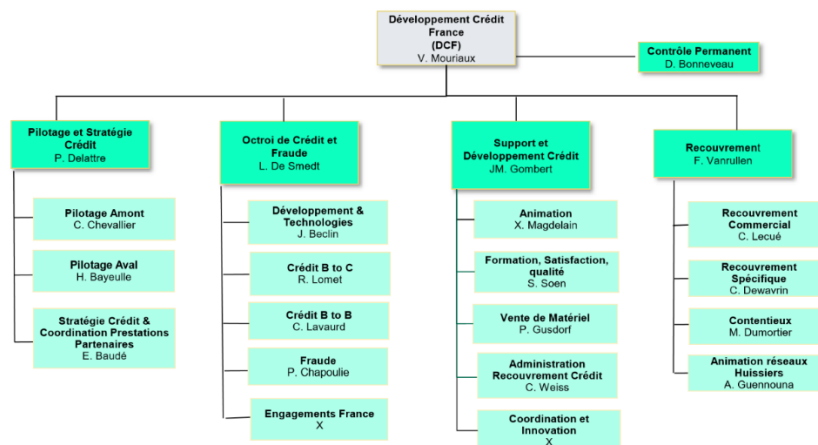 Développement Crédit
France
(DCF)
V. Mouriaux
Contrôle Permanent
D. Bonneveau
Pilotage et Stratégie
Crédit
P. Delattre
Pilotage Amont
C. Chevallier
Pilotage Aval
H. Bayeulle
Stratégie Crédit &
Coordination Prestations
Partenaires
E. Baudé
Octroi de Crédit et
Fraude
L. De Smedt
Développement &
Technologies
J. Beclin
Crédit B to C
R. Lomet
Crédit B to B
C. Lavaurd
Fraude
P. Chapoulie
Engagements France
X
Support et
Développement Crédit
JM. Gombert
Animation
X. Magdelain
Formation, Satisfaction,
qualité
S. Soen
Vente de Matériel
P. Gusdorf
Administration
Recouvrement Crédit
C. Weiss
Coordination et
Innovation
X
Recouvrement
F. Vanrullen
Recouvrement
Commercial
C. Lecué
Recouvrement
Spécifique
C. Dewavrin
Contentieux
M. Dumortier
Animation réseaux
Huissiers
A. Guennouna